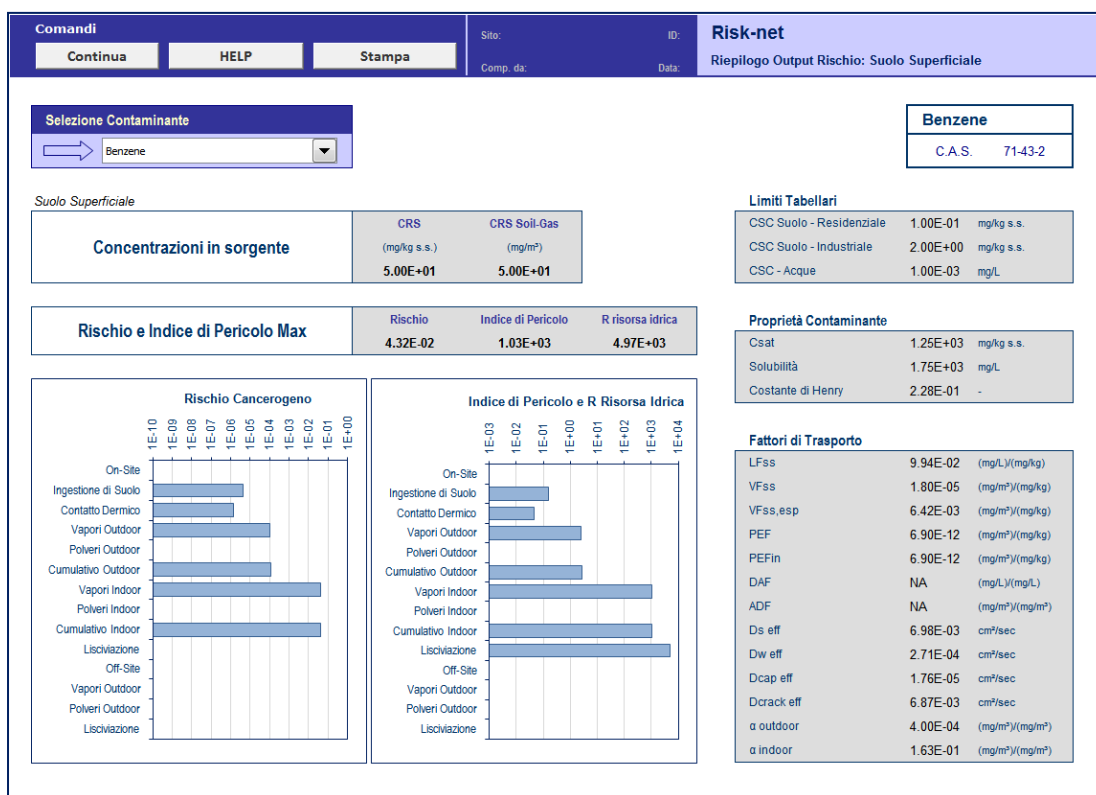 Comandi
Continua HELP Stampa
Sito: ID:
Comp. da: Data:
Risk-net
Riepilogo Output Rischio: Suolo Superficiale
Selezione Contaminante
Benzene
Benzene
C.A.S. 71-43-2
Suolo Superficiale
Concentrazioni in sorgente
CRS CRS Soil-Gas
(mg/kg s.s.) (mg/m³)
5.00E+01 5.00E+01
Rischio e Indice di Pericolo Max
Rischio Indice di Pericolo R risorsa idrica
4.32E-02 1.03E+03 4.97E+03
Rischio Cancerogeno
1E-10 1E-09 1E-08 1E-07 1E-06 1E-05 1E-04 1E-03 1E-02 1E-01 1E+00
On-Site
Ingestione di Suolo
Contatto Dermico
Vapori Outdoor
Polveri Outdoor
Cumulativo Outdoor
Vapori Indoor
Polveri Indoor
Cumulativo Indoor
Lisciviazione
Off-Site
Vapori Outdoor
Polveri Outdoor
Lisciviazione
Indice di Pericolo e R Risorsa Idrica
1E-03 1E-02 1E-01 1E+00 1E+01 1E+02 1E+03 1E+04
On-Site
Ingestione di Suolo
Contatto Dermico
Vapori Outdoor
Polveri Outdoor
Cumulativo Outdoor
Vapori Indoor
Polveri Indoor
Cumulativo Indoor
Lisciviazione
Off-Site
Vapori Outdoor
Polveri Outdoor
Lisciviazione
Limiti Tabellari
CSC Suolo - Residenziale 1.00E-01 mg/kg s.s.
CSC Suolo - Industriale 2.00E+00 mg/kg s.s.
CSC - Acque 1.00E-03 mg/L
Proprietà Contaminante
Csat 1.25E+03 mg/kg s.s.
Solubilità 1.75E+03 mg/L
Costante di Henry 2.28E-01 -
Fattori di Trasporto
LFss 9.94E-02 (mg/L)/(mg/kg)
VFss 1.80E-05 (mg/m³)/(mg/kg)
VFss,esp 6.42E-03 (mg/m³)/(mg/kg)
PEF 6.90E-12 (mg/m³)/(mg/kg)
PEFin 6.90E-12 (mg/m³)/(mg/kg)
DAF NA (mg/L)/(mg/L)
ADF NA (mg/m³)/(mg/m³)
Ds eff 6.98E-03 cm²/sec
Dw eff 2.71E-04 cm²/sec
Dcap eff 1.76E-05 cm²/sec
Dcrack eff 6.87E-03 cm²/sec
α outdoor 4.00E-04 (mg/m³)/(mg/m³)
α indoor 1.63E-01 (mg/m³)/(mg/m³)